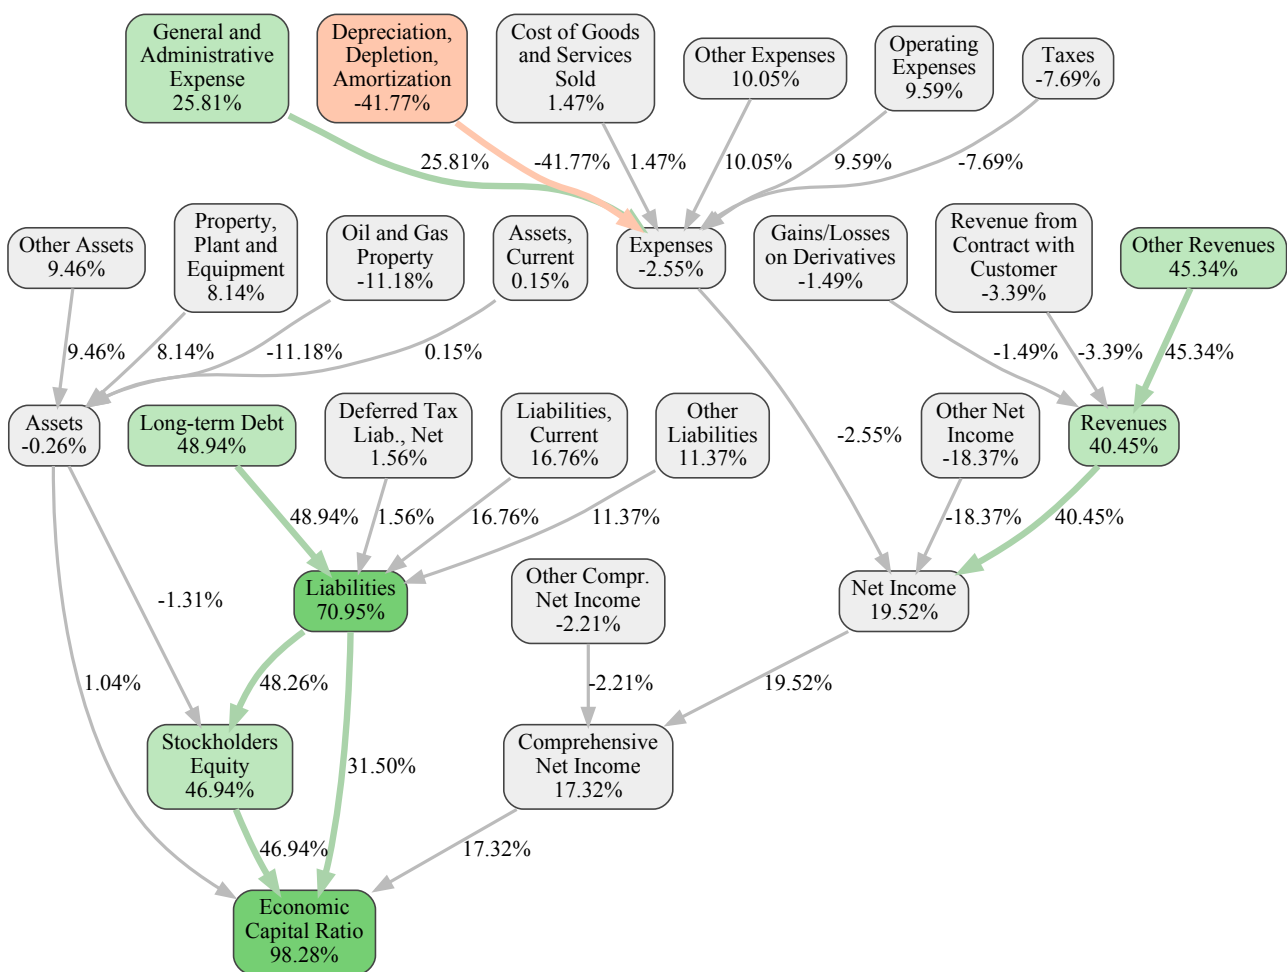 General and
Administrative
Expense
25.81%
Depreciation,
Depletion,
Amortization
-41.77%
Cost of Goods
and Services
Sold
1.47%
Other Expenses
10.05%
Operating
Expenses
9.59%
Taxes
-7.69%
25.81%
-41.77%
1.47%
10.05%
9.59%
-7.69%
Other Assets
9.46%
Property,
Plant and
Equipment
8.14%
Oil and Gas
Property
-11.18%
Assets,
Current
0.15%
Expenses
-2.55%
Gains/Losses
on Derivatives
-1.49%
Revenue from
Contract with
Customer
-3.39%
Other Revenues
45.34%
9.46%
8.14%
-11.18%
0.15%
-1.49%
-3.39%
45.34%
Assets
-0.26%
Long-term Debt
48.94%
Deferred Tax
Liab., Net
1.56%
Liabilities,
Current
16.76%
Other
Liabilities
11.37%
-2.55%
Other Net
Income
-18.37%
Revenues
40.45%
48.94%
1.56%
16.76%
11.37%
-18.37%
40.45%
-1.31%
Liabilities
70.95%
Other Compr.
Net Income
-2.21%
Net Income
19.52%
1.04%
48.26%
-2.21%
19.52%
Stockholders
Equity
46.94%
31.50%
Comprehensive
Net Income
17.32%
46.94%
17.32%
Economic
Capital Ratio
98.28%